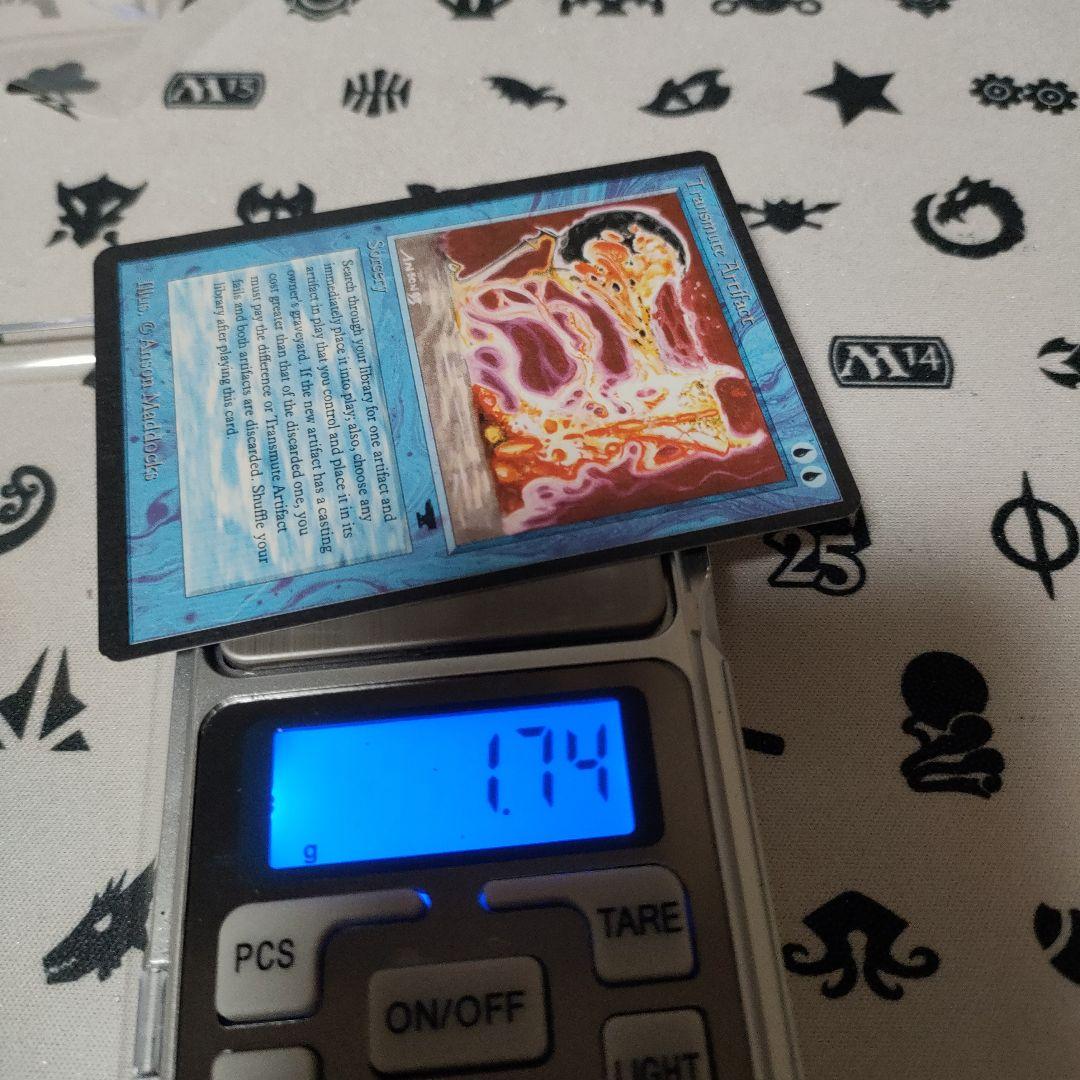 M15
M14
25
Transmute Artifact
ANSON 95
Sorcery
Search through your library for one artifact and
immediately place it into play; also, choose any
artifact in play that you control and place it in its
owner's graveyard. If the new artifact has a casting
cost greater than that of the discarded one, you
must pay the difference or Transmute Artifact
fails and both artifacts are discarded. Shuffle your
library after playing this card.
Illus. © Anson Maddocks
1.74
g
PCS
TARE
ON/OFF
LIGHT